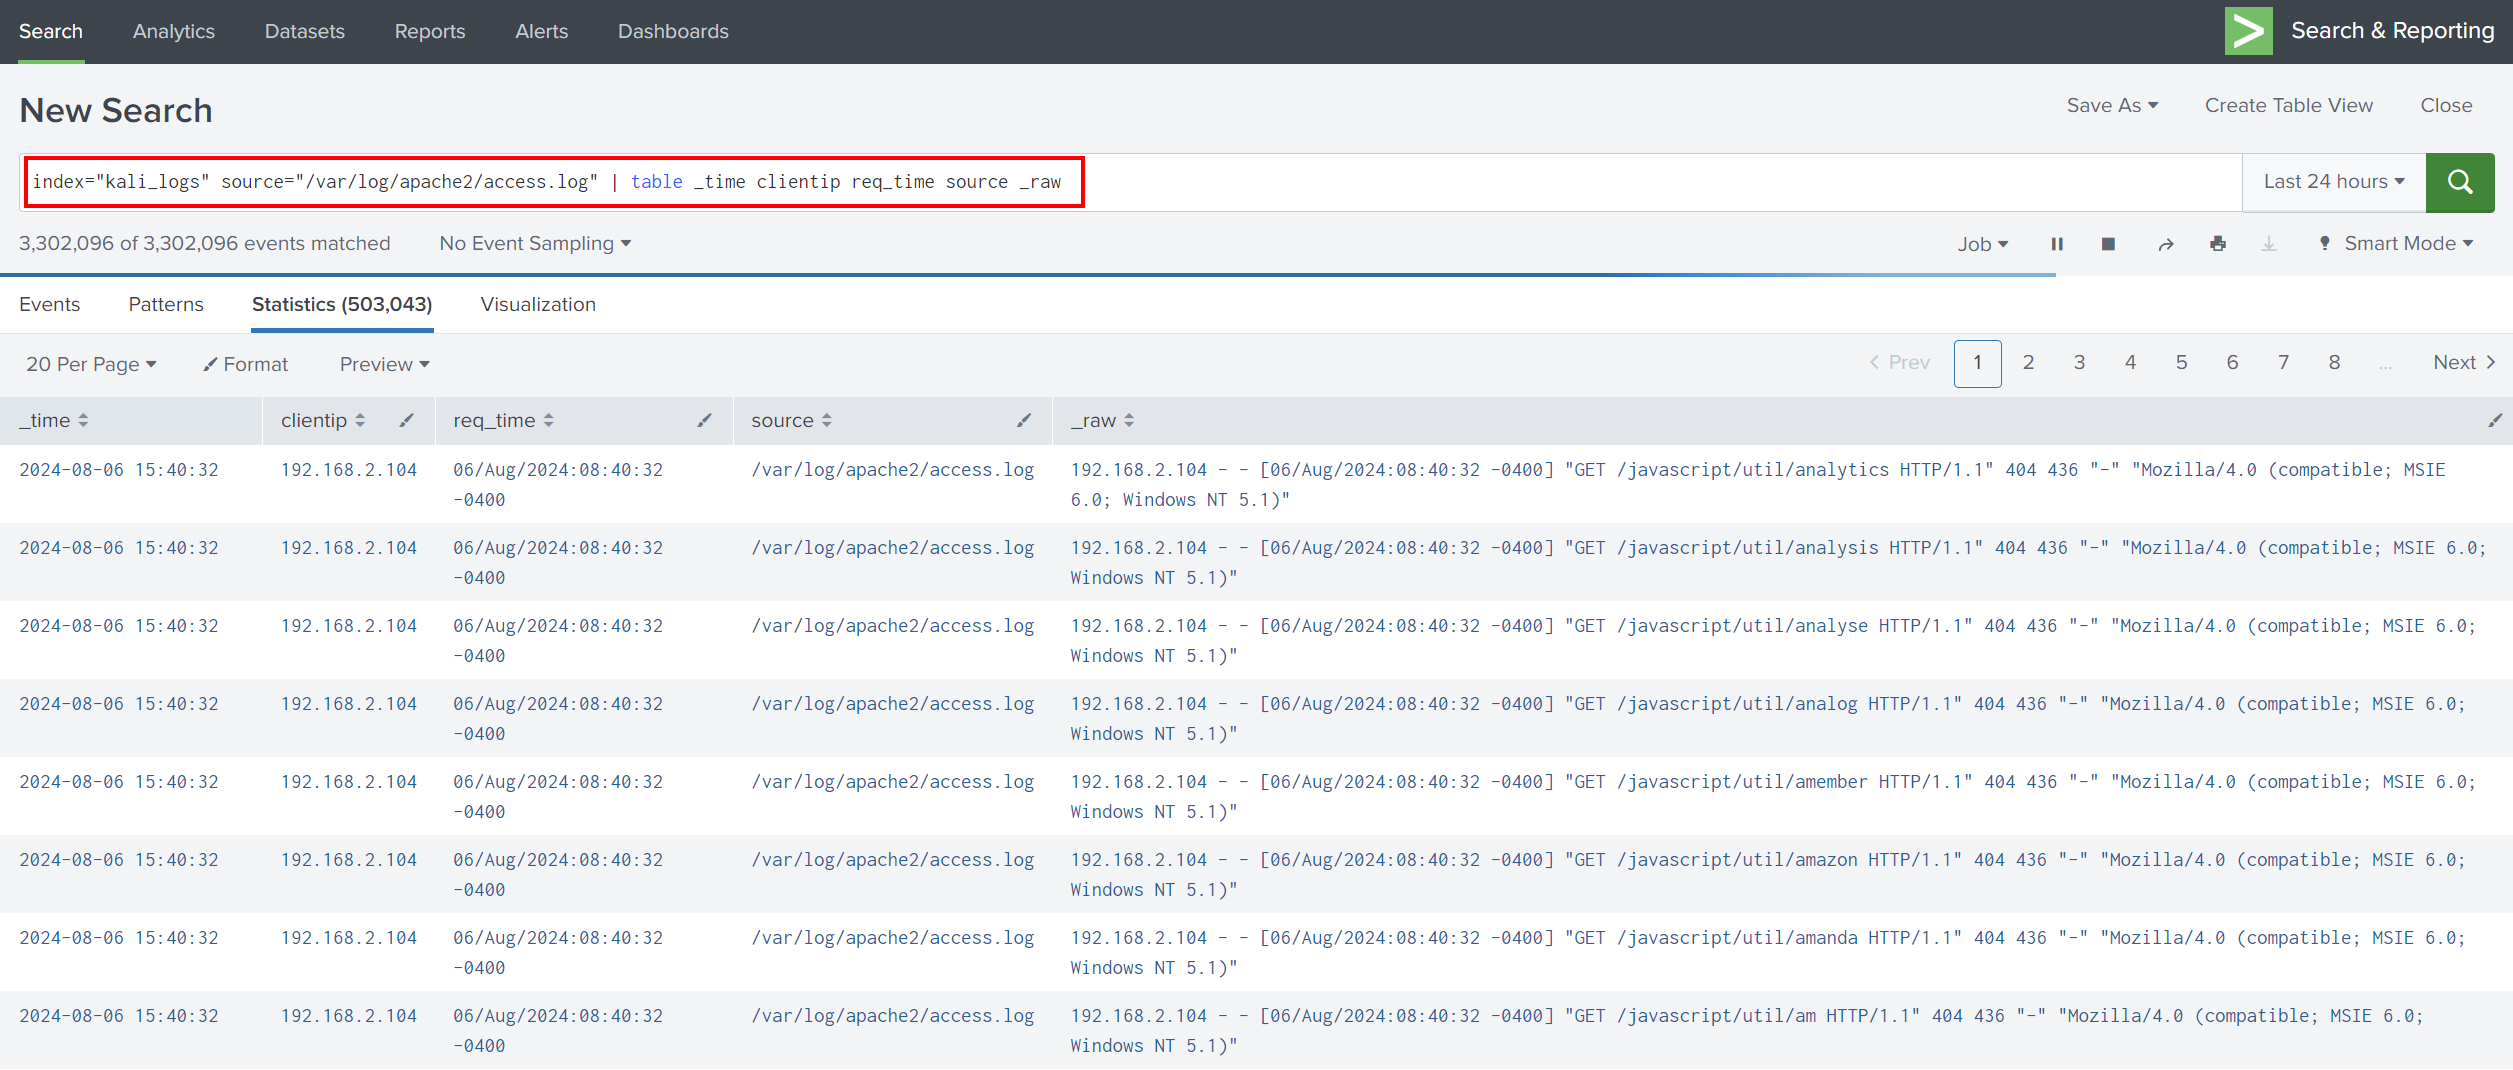 Search Analytics Datasets Reports Alerts Dashboards Search & Reporting
New Search Save As Create Table View Close
index="kali_logs" source="/var/log/apache2/access.log" | table _time clientip req_time source _raw Last 24 hours
3,302,096 of 3,302,096 events matched No Event Sampling Job Smart Mode
Events Patterns Statistics (503,043) Visualization
20 Per Page Format Preview < Prev 1 2 3 4 5 6 7 8 ... Next >
_time clientip req_time source _raw
2024-08-06 15:40:32 192.168.2.104 06/Aug/2024:08:40:32 /var/log/apache2/access.log 192.168.2.104 - - [06/Aug/2024:08:40:32 -0400] "GET /javascript/util/analytics HTTP/1.1" 404 436 "-" "Mozilla/4.0 (compatible; MSIE
-0400 6.0; Windows NT 5.1)"
2024-08-06 15:40:32 192.168.2.104 06/Aug/2024:08:40:32 /var/log/apache2/access.log 192.168.2.104 - - [06/Aug/2024:08:40:32 -0400] "GET /javascript/util/analysis HTTP/1.1" 404 436 "-" "Mozilla/4.0 (compatible; MSIE 6.0;
-0400 Windows NT 5.1)"
2024-08-06 15:40:32 192.168.2.104 06/Aug/2024:08:40:32 /var/log/apache2/access.log 192.168.2.104 - - [06/Aug/2024:08:40:32 -0400] "GET /javascript/util/analyse HTTP/1.1" 404 436 "-" "Mozilla/4.0 (compatible; MSIE 6.0;
-0400 Windows NT 5.1)"
2024-08-06 15:40:32 192.168.2.104 06/Aug/2024:08:40:32 /var/log/apache2/access.log 192.168.2.104 - - [06/Aug/2024:08:40:32 -0400] "GET /javascript/util/analog HTTP/1.1" 404 436 "-" "Mozilla/4.0 (compatible; MSIE 6.0;
-0400 Windows NT 5.1)"
2024-08-06 15:40:32 192.168.2.104 06/Aug/2024:08:40:32 /var/log/apache2/access.log 192.168.2.104 - - [06/Aug/2024:08:40:32 -0400] "GET /javascript/util/amember HTTP/1.1" 404 436 "-" "Mozilla/4.0 (compatible; MSIE 6.0;
-0400 Windows NT 5.1)"
2024-08-06 15:40:32 192.168.2.104 06/Aug/2024:08:40:32 /var/log/apache2/access.log 192.168.2.104 - - [06/Aug/2024:08:40:32 -0400] "GET /javascript/util/amazon HTTP/1.1" 404 436 "-" "Mozilla/4.0 (compatible; MSIE 6.0;
-0400 Windows NT 5.1)"
2024-08-06 15:40:32 192.168.2.104 06/Aug/2024:08:40:32 /var/log/apache2/access.log 192.168.2.104 - - [06/Aug/2024:08:40:32 -0400] "GET /javascript/util/amanda HTTP/1.1" 404 436 "-" "Mozilla/4.0 (compatible; MSIE 6.0;
-0400 Windows NT 5.1)"
2024-08-06 15:40:32 192.168.2.104 06/Aug/2024:08:40:32 /var/log/apache2/access.log 192.168.2.104 - - [06/Aug/2024:08:40:32 -0400] "GET /javascript/util/am HTTP/1.1" 404 436 "-" "Mozilla/4.0 (compatible; MSIE 6.0;
-0400 Windows NT 5.1)"